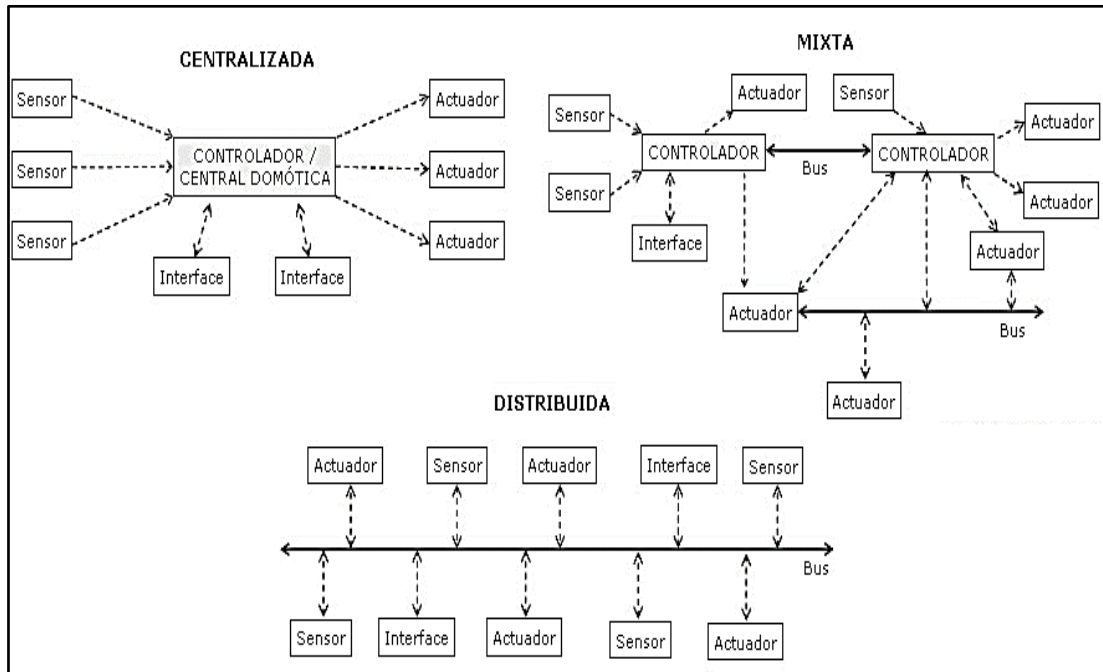 CENTRALIZADA
Sensor
Sensor
Sensor
CONTROLADOR /
CENTRAL DOMÓTICA
Actuador
Actuador
Actuador
Interface
Interface
MIXTA
Sensor
Sensor
Actuador
Sensor
CONTROLADOR
Bus
CONTROLADOR
Actuador
Actuador
Interface
Actuador
Actuador
Bus
Actuador
DISTRIBUIDA
Actuador
Sensor
Actuador
Interface
Sensor
Bus
Sensor
Interface
Actuador
Sensor
Actuador